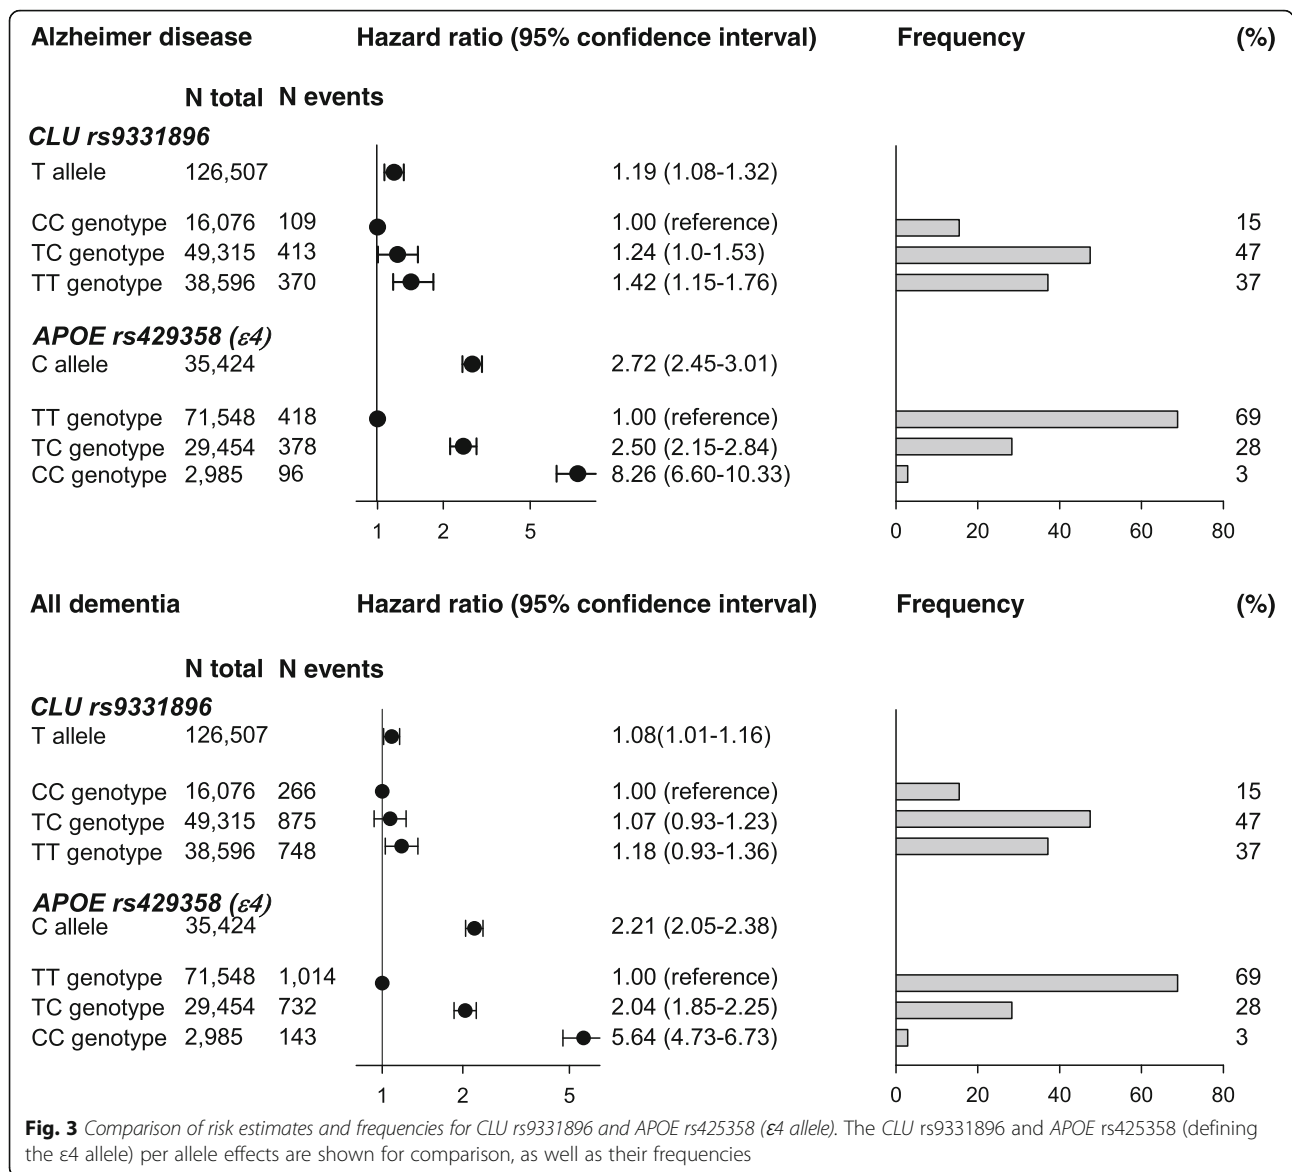 Alzheimer disease Hazard ratio (95% confidence interval) Frequency (%)
N total N events
CLU rs9331896
T allele 126,507 1.19 (1.08-1.32)
CC genotype 16,076 109 1.00 (reference) 15
TC genotype 49,315 413 1.24 (1.0-1.53) 47
TT genotype 38,596 370 1.42 (1.15-1.76) 37
APOE rs429358 (ε4)
C allele 35,424 2.72 (2.45-3.01)
TT genotype 71,548 418 1.00 (reference) 69
TC genotype 29,454 378 2.50 (2.15-2.84) 28
CC genotype 2,985 96 8.26 (6.60-10.33) 3
1 2 5 0 20 40 60 80
All dementia Hazard ratio (95% confidence interval) Frequency (%)
N total N events
CLU rs9331896
T allele 126,507 1.08(1.01-1.16)
CC genotype 16,076 266 1.00 (reference) 15
TC genotype 49,315 875 1.07 (0.93-1.23) 47
TT genotype 38,596 748 1.18 (0.93-1.36) 37
APOE rs429358 (ε4)
C allele 35,424 2.21 (2.05-2.38)
TT genotype 71,548 1,014 1.00 (reference) 69
TC genotype 29,454 732 2.04 (1.85-2.25) 28
CC genotype 2,985 143 5.64 (4.73-6.73) 3
1 2 5 0 20 40 60 80
Fig. 3 Comparison of risk estimates and frequencies for CLU rs9331896 and APOE rs425358 (ε4 allele). The CLU rs9331896 and APOE rs425358 (defining
the ε4 allele) per allele effects are shown for comparison, as well as their frequencies